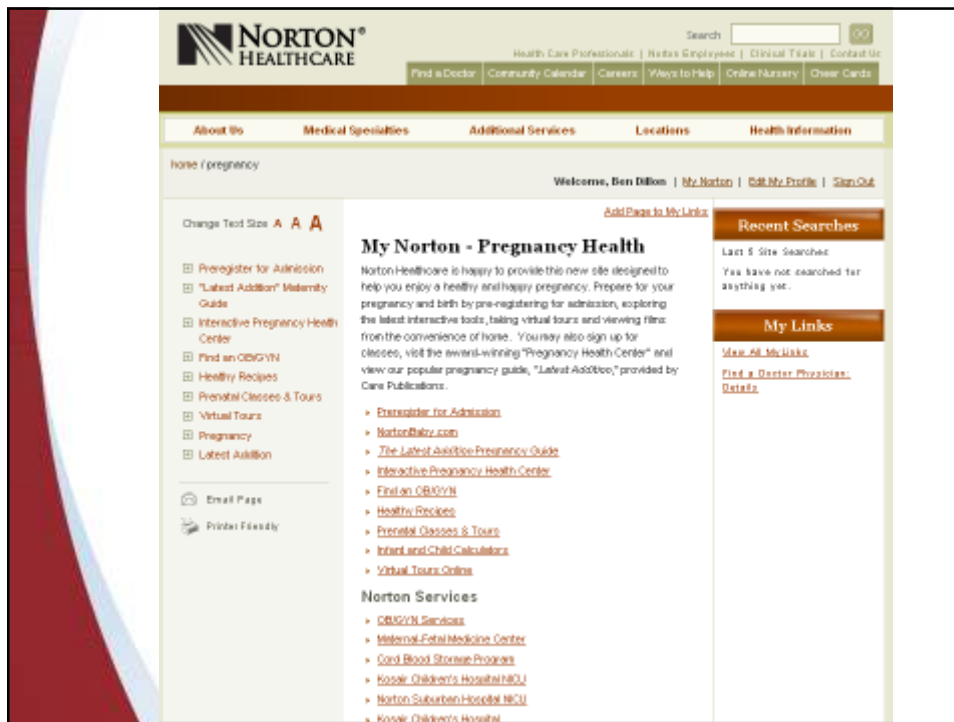 NORTON®
HEALTHCARE
Search
GO
Health Care Professionals | Norton Employees | Clinical Trials | Contact Us
Find a Doctor Community Calendar Careers Ways to Help Online Nursery Cheer Cards
About Us Medical Specialties Additional Services Locations Health Information
home / pregnancy
Welcome, Ben Dillon | My Norton | Edit My Profile | Sign Out
Change Text Size A A A
Preregister for Admission
"Latest Addition" Maternity
Guide
Interactive Pregnancy Health
Center
Find an OB/GYN
Healthy Recipes
Prenatal Classes & Tours
Virtual Tours
Pregnancy
Latest Addition
Email Page
Printer Friendly
Add Page to My Links
My Norton - Pregnancy Health
Norton Healthcare is happy to provide this new site designed to
help you enjoy a healthy and happy pregnancy. Prepare for your
pregnancy and birth by pre-registering for admission, exploring
the latest interactive tools, taking virtual tours and viewing films
from the convenience of home. You may also sign up for
classes, visit the award-winning "Pregnancy Health Center" and
view our popular pregnancy guide, "Latest Addition," provided by
Care Publications.
Preregister for Admission
NortonBaby.com
The Latest Addition Pregnancy Guide
Interactive Pregnancy Health Center
Find an OB/GYN
Healthy Recipes
Prenatal Classes & Tours
Infant and Child Calculators
Virtual Tours Online
Norton Services
OB/GYN Services
Maternal-Fetal Medicine Center
Cord Blood Storage Program
Kosair Children's Hospital NICU
Norton Suburban Hospital NICU
Kosair Children's Hospital
Recent Searches
Last 5 Site Searches
You have not searched for
anything yet.
My Links
View All My Links
Find a Doctor Physician:
Details